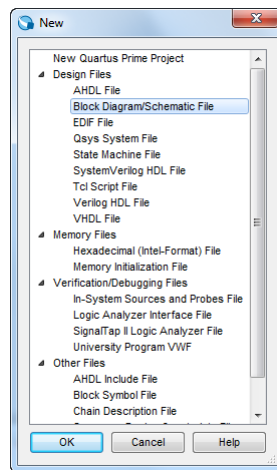 New
New Quartus Prime Project
Design Files
AHDL File
Block Diagram/Schematic File
EDIF File
Qsys System File
State Machine File
SystemVerilog HDL File
Tcl Script File
Verilog HDL File
VHDL File
Memory Files
Hexadecimal (Intel-Format) File
Memory Initialization File
Verification/Debugging Files
In-System Sources and Probes File
Logic Analyzer Interface File
SignalTap II Logic Analyzer File
University Program VWF
Other Files
AHDL Include File
Block Symbol File
Chain Description File
OK Cancel Help